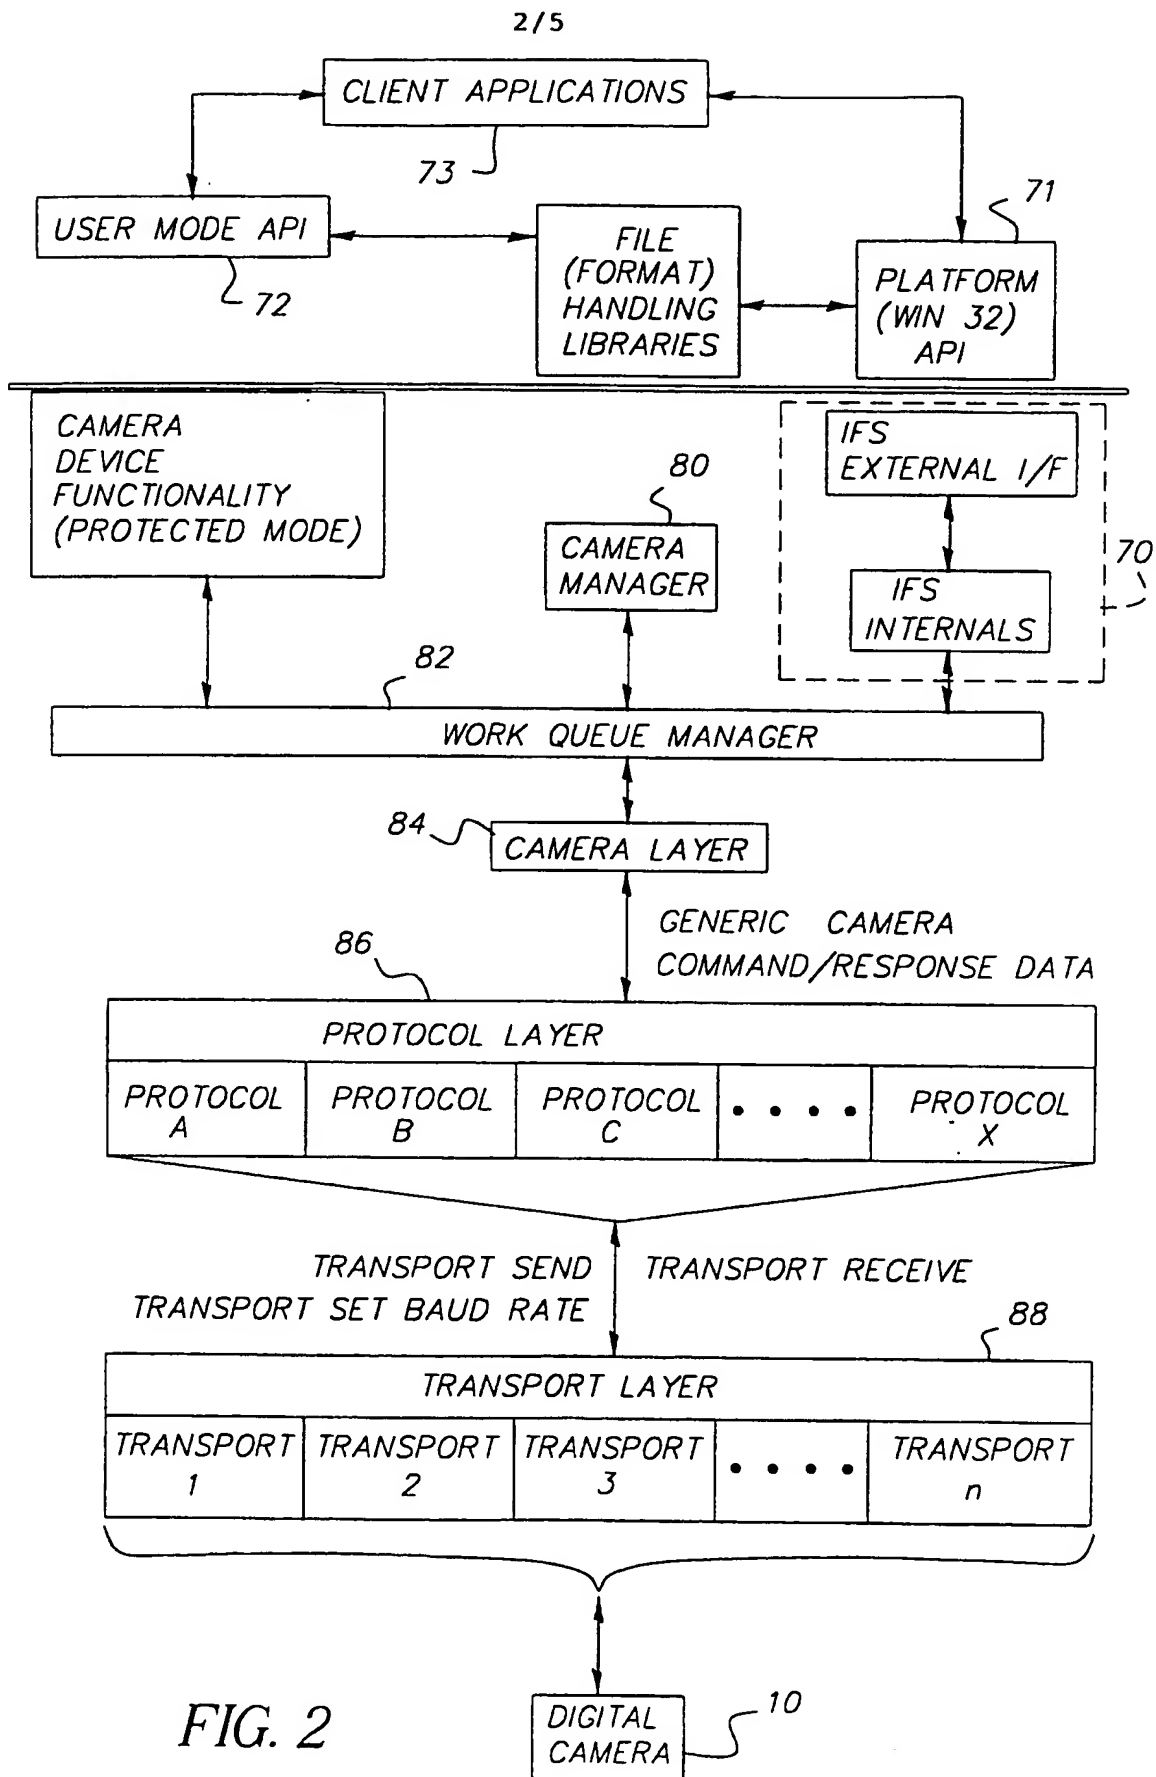 2/5
CLIENT APPLICATIONS
73
71
USER MODE API
72
FILE
(FORMAT)
HANDLING
LIBRARIES
PLATFORM
(WIN 32)
API
CAMERA
DEVICE
FUNCTIONALITY
(PROTECTED MODE)
80
CAMERA
MANAGER
IFS
EXTERNAL I/F
70
IFS
INTERNALS
82
WORK QUEUE MANAGER
84
CAMERA LAYER
GENERIC CAMERA
COMMAND/RESPONSE DATA
86
PROTOCOL LAYER
PROTOCOL
A
PROTOCOL
B
PROTOCOL
C
• • • •
PROTOCOL
X
TRANSPORT SEND
TRANSPORT SET BAUD RATE
TRANSPORT RECEIVE
88
TRANSPORT LAYER
TRANSPORT
1
TRANSPORT
2
TRANSPORT
3
• • • •
TRANSPORT
n
10
DIGITAL
CAMERA
FIG. 2